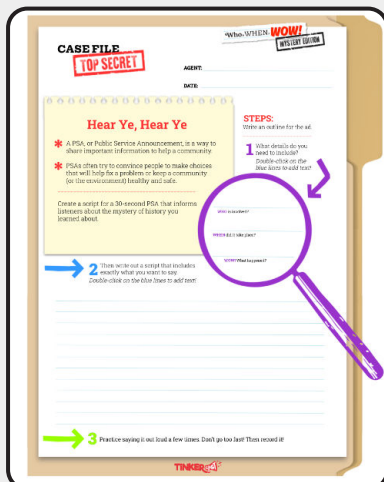 Who. WHEN. WOW!
MYSTERY EDITION
CASE FILE
TOP SECRET
AGENT:
DATE:
Hear Ye, Hear Ye
* A PSA, or Public Service Announcement, is a way to
share important information to help a community.
* PSAs often try to convince people to make choices
that will help fix a problem or keep a community
(or the environment) healthy and safe.
Create a script for a 30-second PSA that informs
listeners about the mystery of history you
learned about.
STEPS:
Write an outline for the ad.
1 What details do you
need to include?
Double-click on the
blue lines to add text!
WHO is involved?
WHEN did it take place?
WOW! What happened?
2 Then write out a script that includes
exactly what you want to say.
Double-click on the blue lines to add text!
3 Practice saying it out loud a few times. Don't go too fast! Then record it!
TINKER